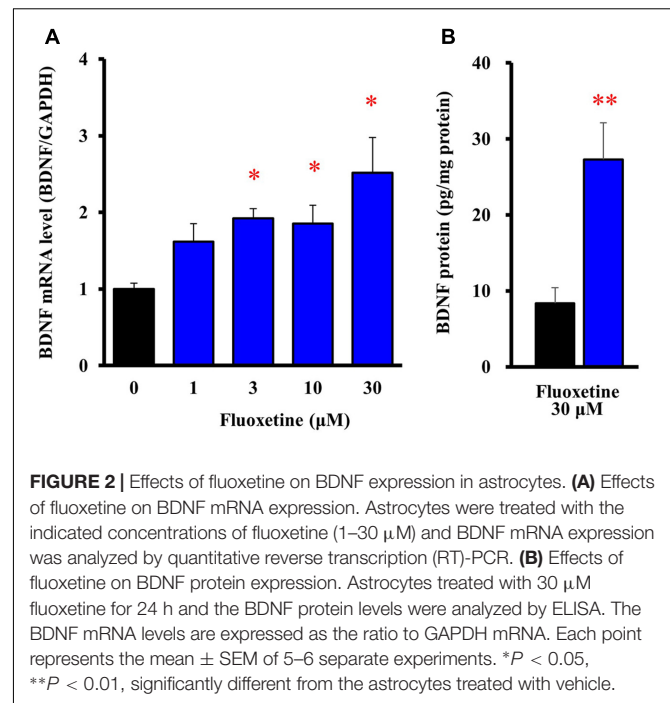 A
BDNF mRNA level (BDNF/GAPDH)
4
3
2
1
0
*
*
*
0 1 3 10 30
Fluoxetine (µM)
B
BDNF protein (pg/mg protein)
40
30
20
10
0
**
Fluoxetine
30 µM
FIGURE 2 | Effects of fluoxetine on BDNF expression in astrocytes. (A) Effects
of fluoxetine on BDNF mRNA expression. Astrocytes were treated with the
indicated concentrations of fluoxetine (1–30 µM) and BDNF mRNA expression
was analyzed by quantitative reverse transcription (RT)-PCR. (B) Effects of
fluoxetine on BDNF protein expression. Astrocytes treated with 30 µM
fluoxetine for 24 h and the BDNF protein levels were analyzed by ELISA. The
BDNF mRNA levels are expressed as the ratio to GAPDH mRNA. Each point
represents the mean ± SEM of 5–6 separate experiments. *P < 0.05,
**P < 0.01, significantly different from the astrocytes treated with vehicle.